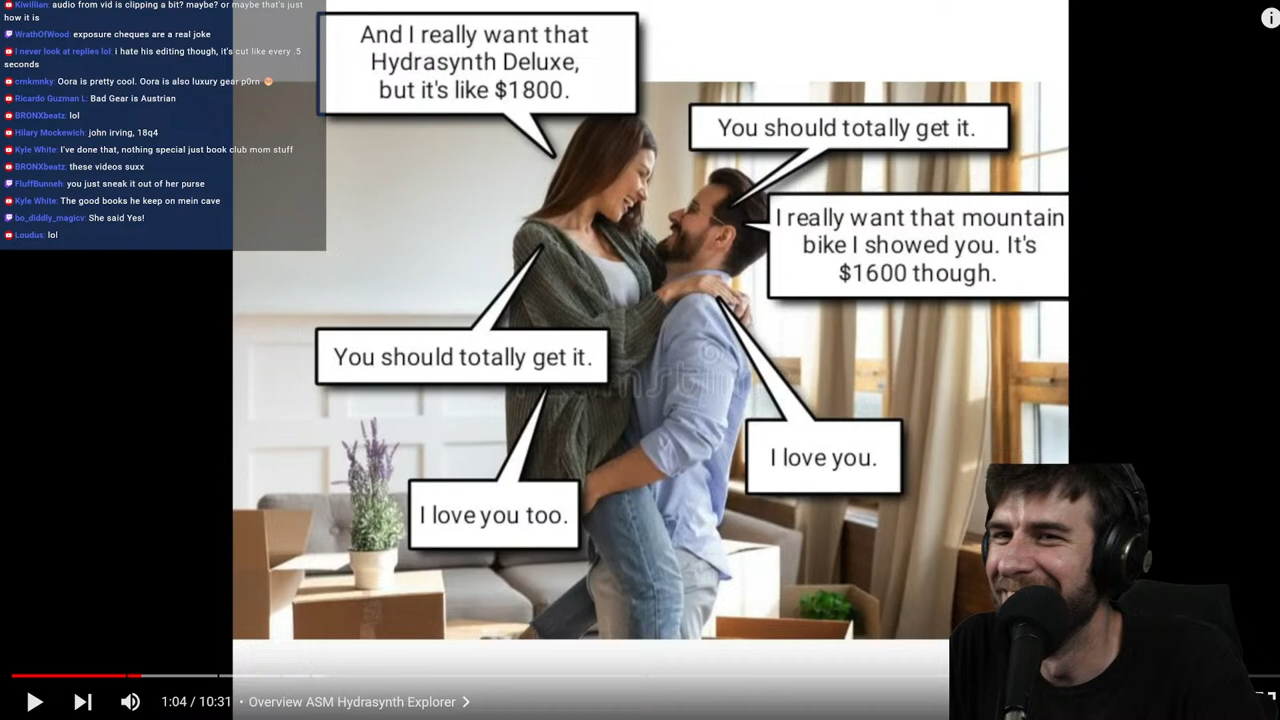 Kiwillian: audio from vid is clipping a bit? maybe? or maybe that's just
how it is
WrathOfWood: exposure cheques are a real joke
I never look at replies lol: i hate his editing though, it's cut like every .5
seconds
crnkmnky: Oora is pretty cool. Oora is also luxury gear p0rn
Ricardo Guzman L: Bad Gear is Austrian
BRONXbeatz: lol
Hilary Mockewich: john irving, 18q4
Kyle White: I've done that, nothing special just book club mom stuff
BRONXbeatz: these videos suxx
FluffBunneh: you just sneak it out of her purse
Kyle White: The good books he keep on mein cave
bo_diddly_magicv: She said Yes!
Loudus: lol
And I really want that
Hydrasynth Deluxe,
but it's like $1800.
You should totally get it.
I really want that mountain
bike I showed you. It's
$1600 though.
You should totally get it.
I love you.
I love you too.
1:04 / 10:31 • Overview ASM Hydrasynth Explorer